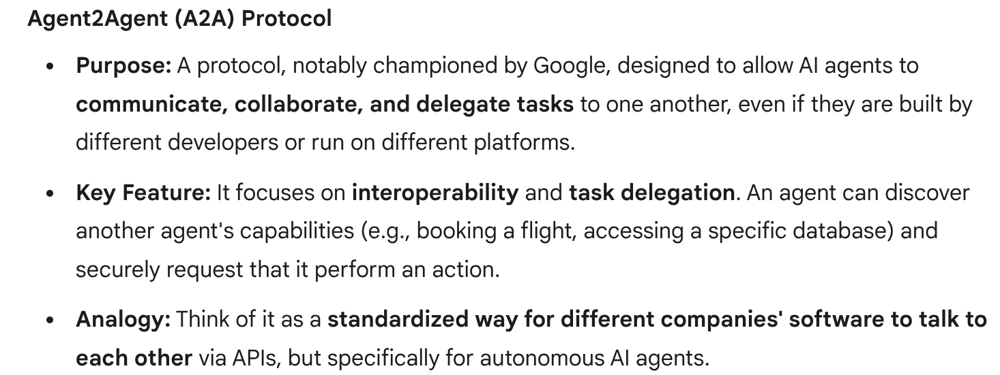 Agent2Agent (A2A) Protocol
• Purpose: A protocol, notably championed by Google, designed to allow AI agents to
communicate, collaborate, and delegate tasks to one another, even if they are built by
different developers or run on different platforms.
• Key Feature: It focuses on interoperability and task delegation. An agent can discover
another agent's capabilities (e.g., booking a flight, accessing a specific database) and
securely request that it perform an action.
• Analogy: Think of it as a standardized way for different companies' software to talk to
each other via APIs, but specifically for autonomous AI agents.